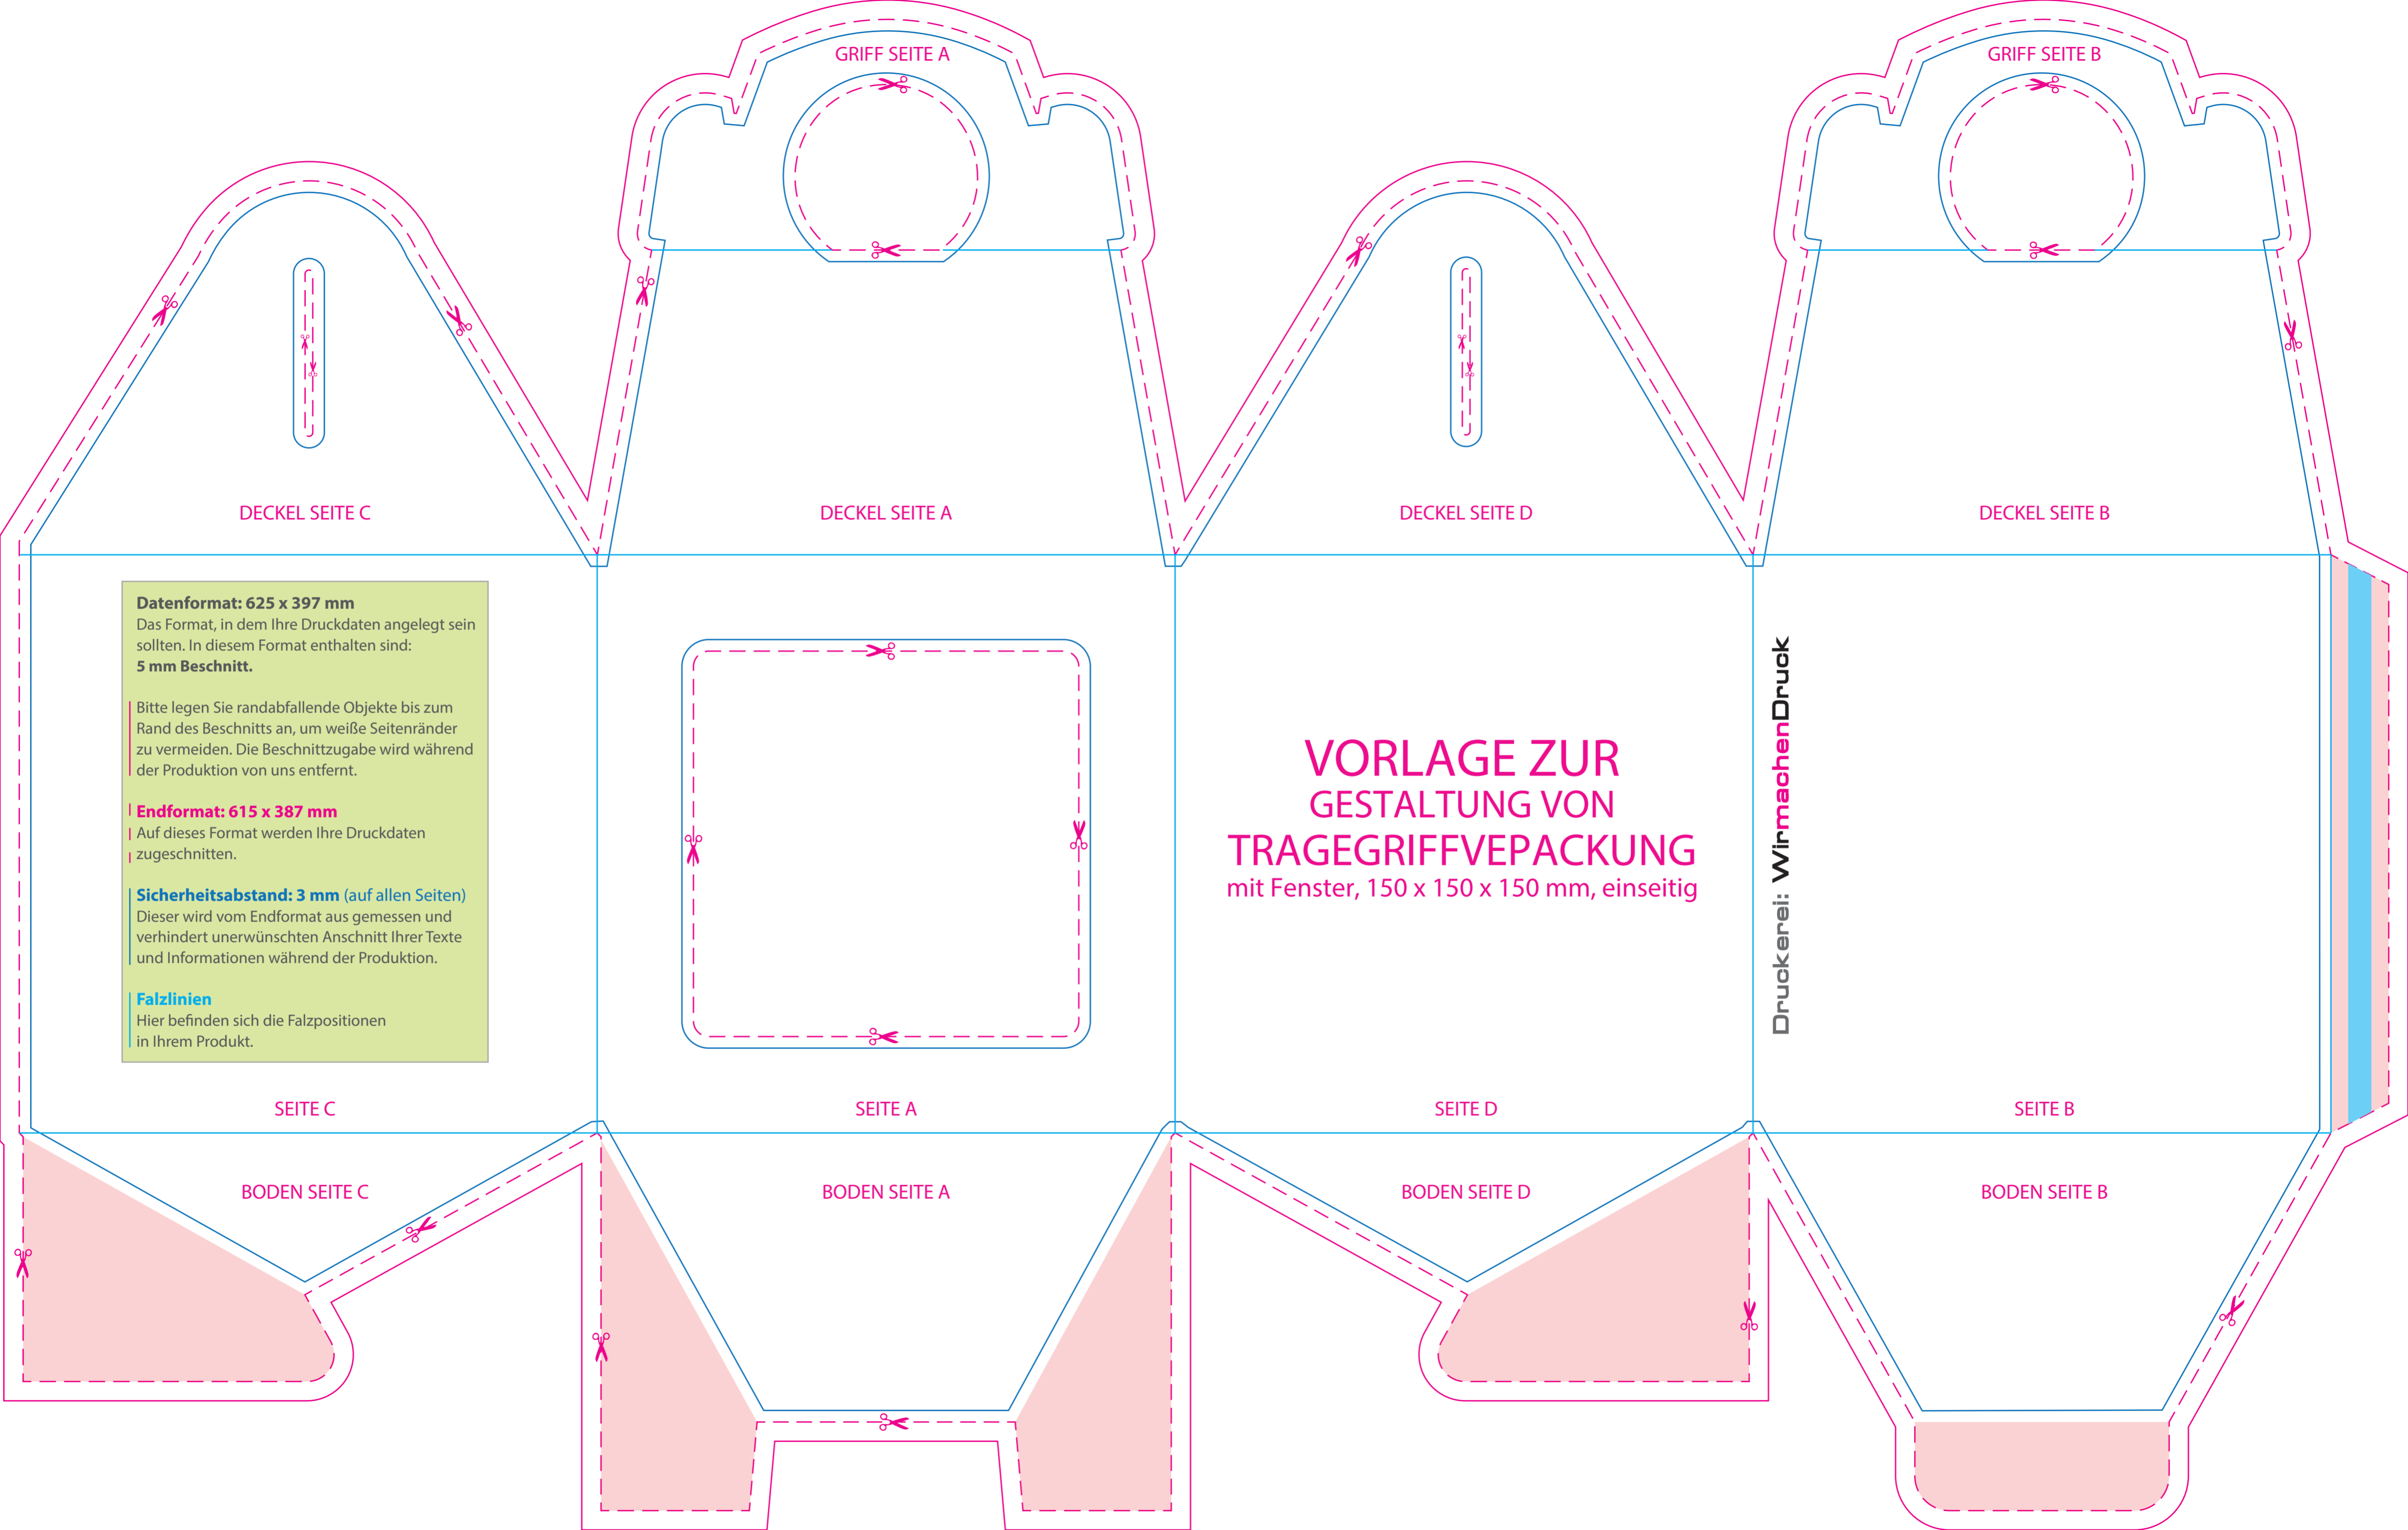 GRIFF SEITE A
GRIFF SEITE B
DECKEL SEITE C
DECKEL SEITE A
DECKEL SEITE D
DECKEL SEITE B
Datenformat: 625 x 397 mm
Das Format, in dem Ihre Druckdaten angelegt sein
sollten. In diesem Format enthalten sind:
5 mm Beschnitt.
Bitte legen Sie randabfallende Objekte bis zum
Rand des Beschnitts an, um weiße Seitenränder
zu vermeiden. Die Beschnittzugabe wird während
der Produktion von uns entfernt.
Endformat: 615 x 387 mm
Auf dieses Format werden Ihre Druckdaten
zugeschnitten.
Sicherheitsabstand: 3 mm (auf allen Seiten)
Dieser wird vom Endformat aus gemessen und
verhindert unerwünschten Anschnitt Ihrer Texte
und Informationen während der Produktion.
Falzlinien
Hier befinden sich die Falzpositionen
in Ihrem Produkt.
VORLAGE ZUR
GESTALTUNG VON
TRAGEGRIFFVEPACKUNG
mit Fenster, 150 x 150 x 150 mm, einseitig
Druckerei: WirmachenDruck
SEITE C
SEITE A
SEITE D
SEITE B
BODEN SEITE C
BODEN SEITE A
BODEN SEITE D
BODEN SEITE B